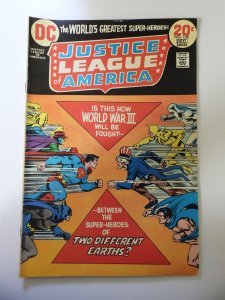 DC
THE WORLD'S GREATEST SUPER-HEROES!
20¢
JUSTICE
LEAGUE
of AMERICA
IS THIS HOW
WORLD WAR III
WILL BE
FOUGHT--
--BETWEEN
THE
SUPER-HEROES
OF
TWO DIFFERENT
EARTHS?